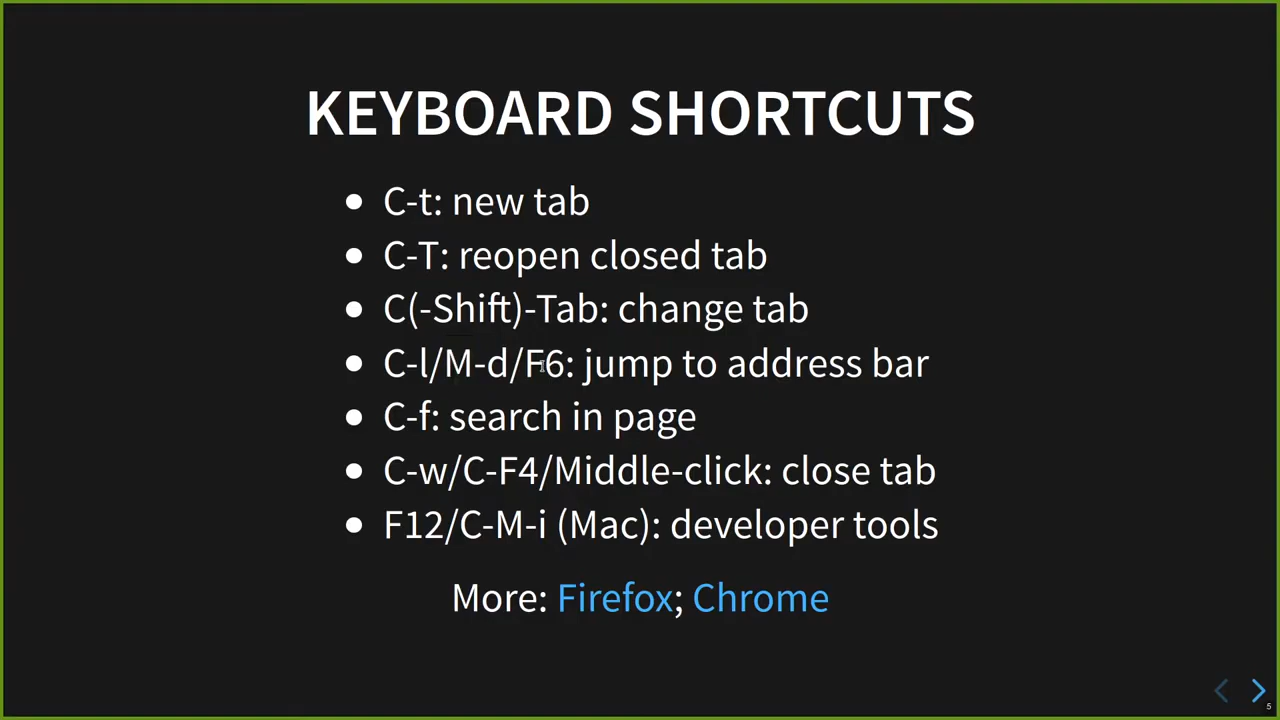 KEYBOARD SHORTCUTS
C-t: new tab
C-T: reopen closed tab
C(-Shift)-Tab: change tab
C-l/M-d/F6: jump to address bar
C-f: search in page
C-w/C-F4/Middle-click: close tab
F12/C-M-i (Mac): developer tools
More: Firefox; Chrome
5